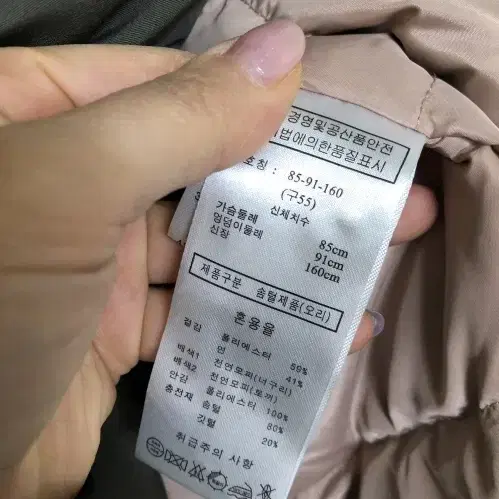 경영및공산품안전
법에의한품질표시
호칭 : 85-91-160
(구55)
신체치수
가슴둘레 85cm
엉덩이둘레 91cm
신장 160cm
제품구분 솜털제품(오리)
혼용율
겉감 폴리에스터 59%
면 41%
배색1 천연모피(너구리)
배색2 천연모피(토끼)
안감 폴리에스터 100%
충전재 솜털 80%
깃털 20%
취급주의 사항